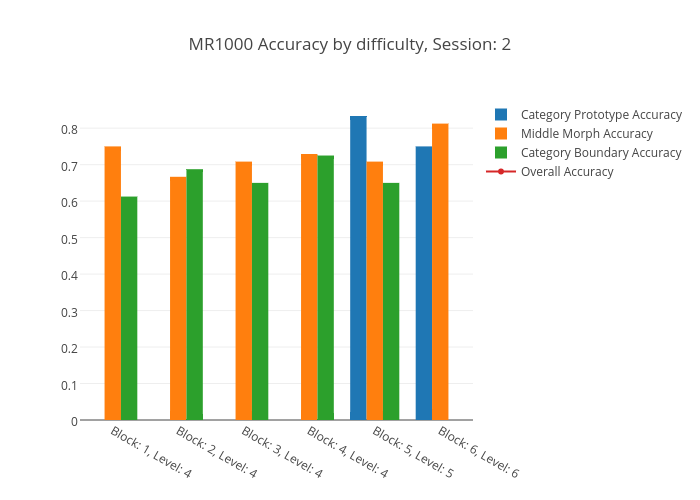 MR1000 Accuracy by difficulty, Session: 2
Category Prototype Accuracy
Middle Morph Accuracy
Category Boundary Accuracy
Overall Accuracy
0.8
0.7
0.6
0.5
0.4
0.3
0.2
0.1
0
Block: 1, Level: 4
Block: 2, Level: 4
Block: 3, Level: 4
Block: 4, Level: 4
Block: 5, Level: 5
Block: 6, Level: 6